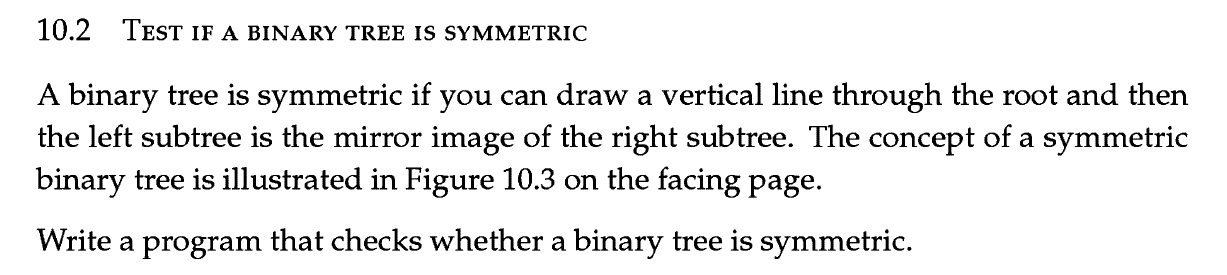 10.2 TEST IF A BINARY TREE IS SYMMETRIC
A binary tree is symmetric if you can draw a vertical line through the root and then
the left subtree is the mirror image of the right subtree. The concept of a symmetric
binary tree is illustrated in Figure 10.3 on the facing page.
Write a program that checks whether a binary tree is symmetric.